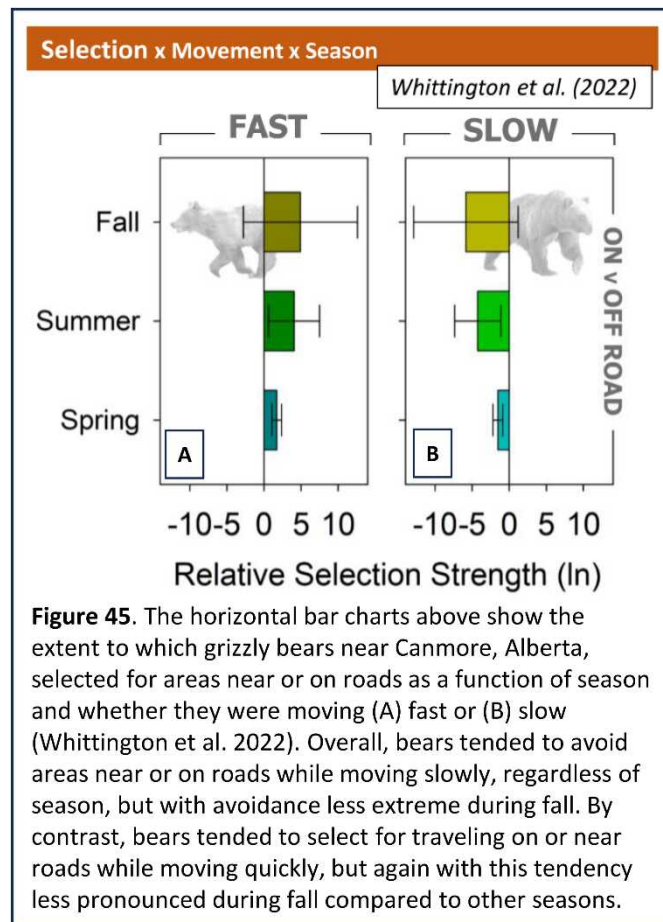 Selection x Movement x Season
Whittington et al. (2022)
FAST SLOW
Fall
Summer
Spring
A B
ON v OFF ROAD
-10 -5 0 5 10 -10 -5 0 5 10
Relative Selection Strength (ln)
Figure 45. The horizontal bar charts above show the
extent to which grizzly bears near Canmore, Alberta,
selected for areas near or on roads as a function of season
and whether they were moving (A) fast or (B) slow
(Whittington et al. 2022). Overall, bears tended to avoid
areas near or on roads while moving slowly, regardless of
season, but with avoidance less extreme during fall. By
contrast, bears tended to select for traveling on or near
roads while moving quickly, but again with this tendency
less pronounced during fall compared to other seasons.